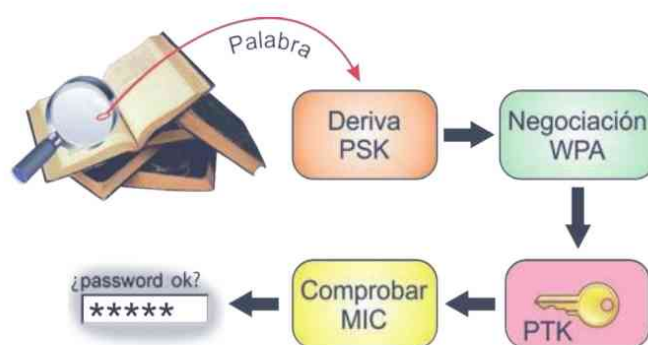 Palabra
Deriva
PSK
Negociación
WPA
PTK
Comprobar
MIC
¿password ok?
*****